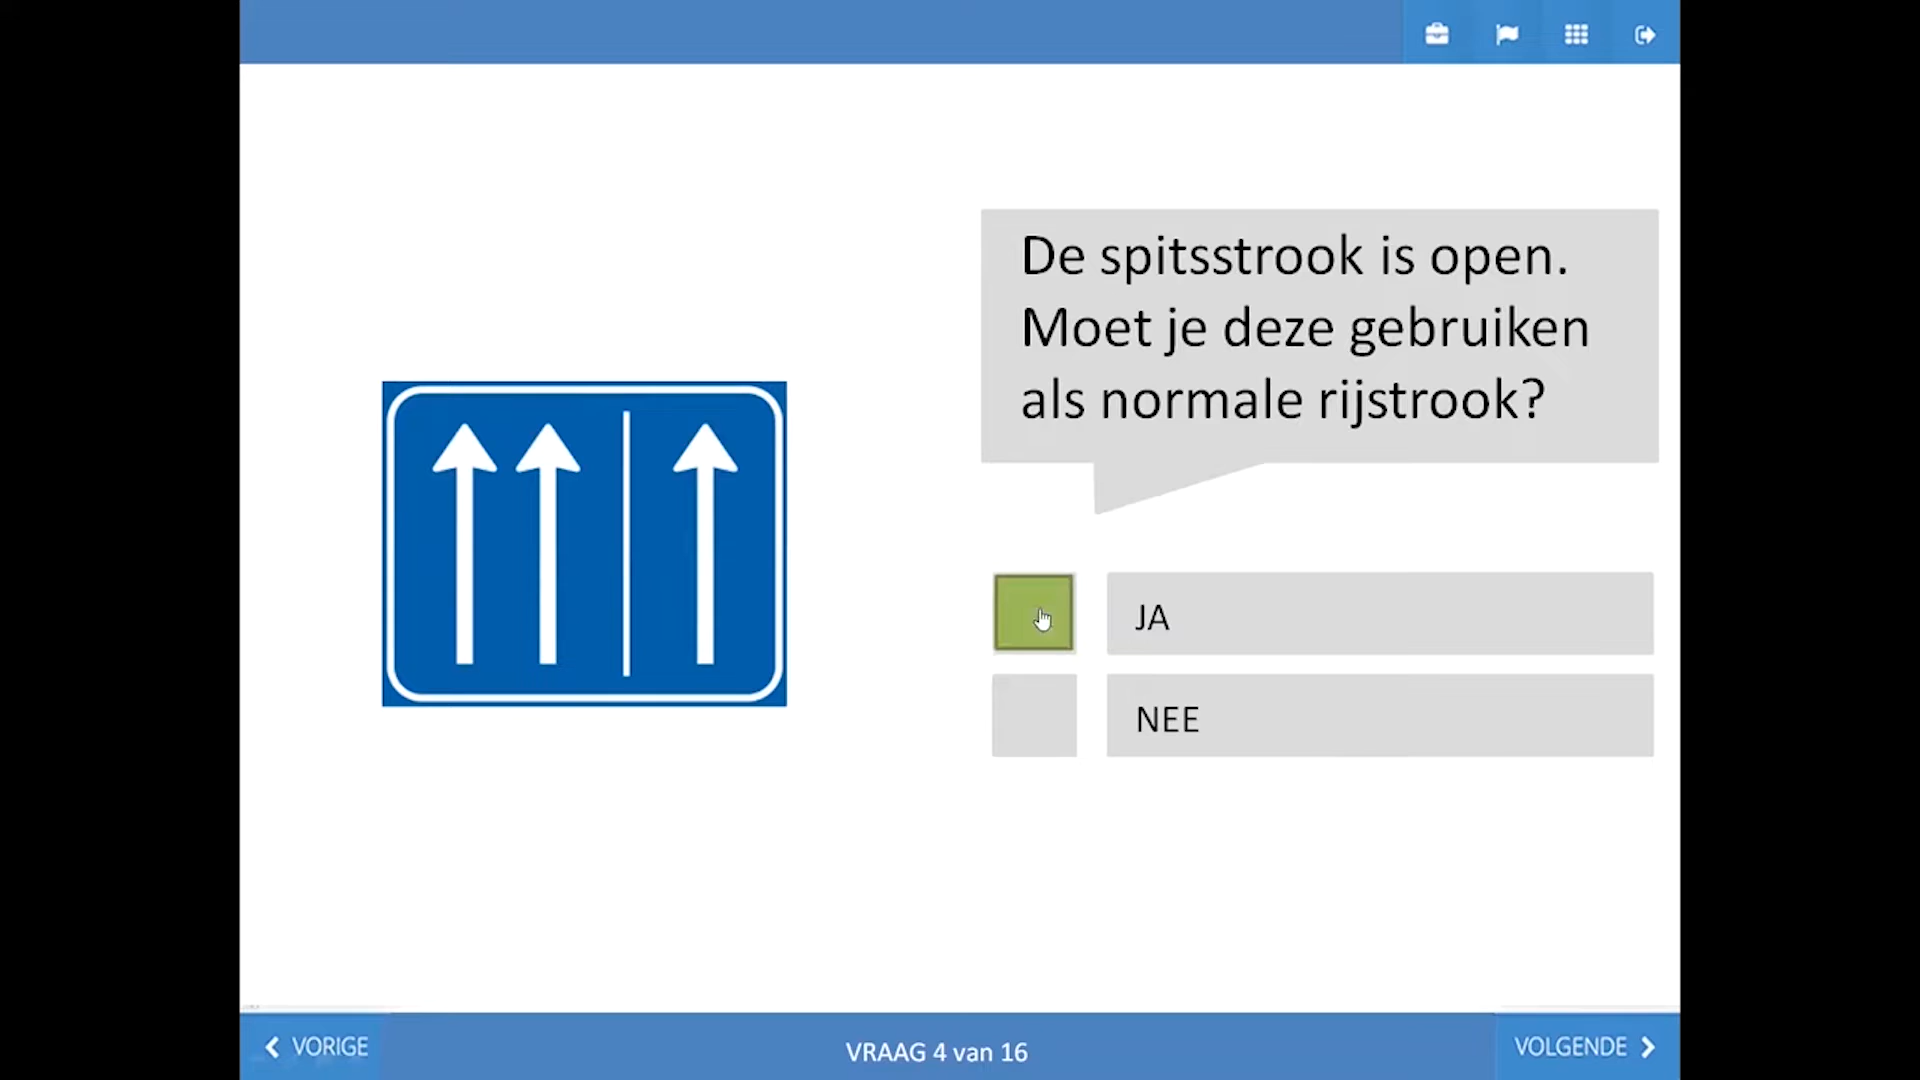 De spitsstrook is open.
Moet je deze gebruiken
als normale rijstrook?
JA
NEE
VORIGE
VRAAG 4 van 16
VOLGENDE